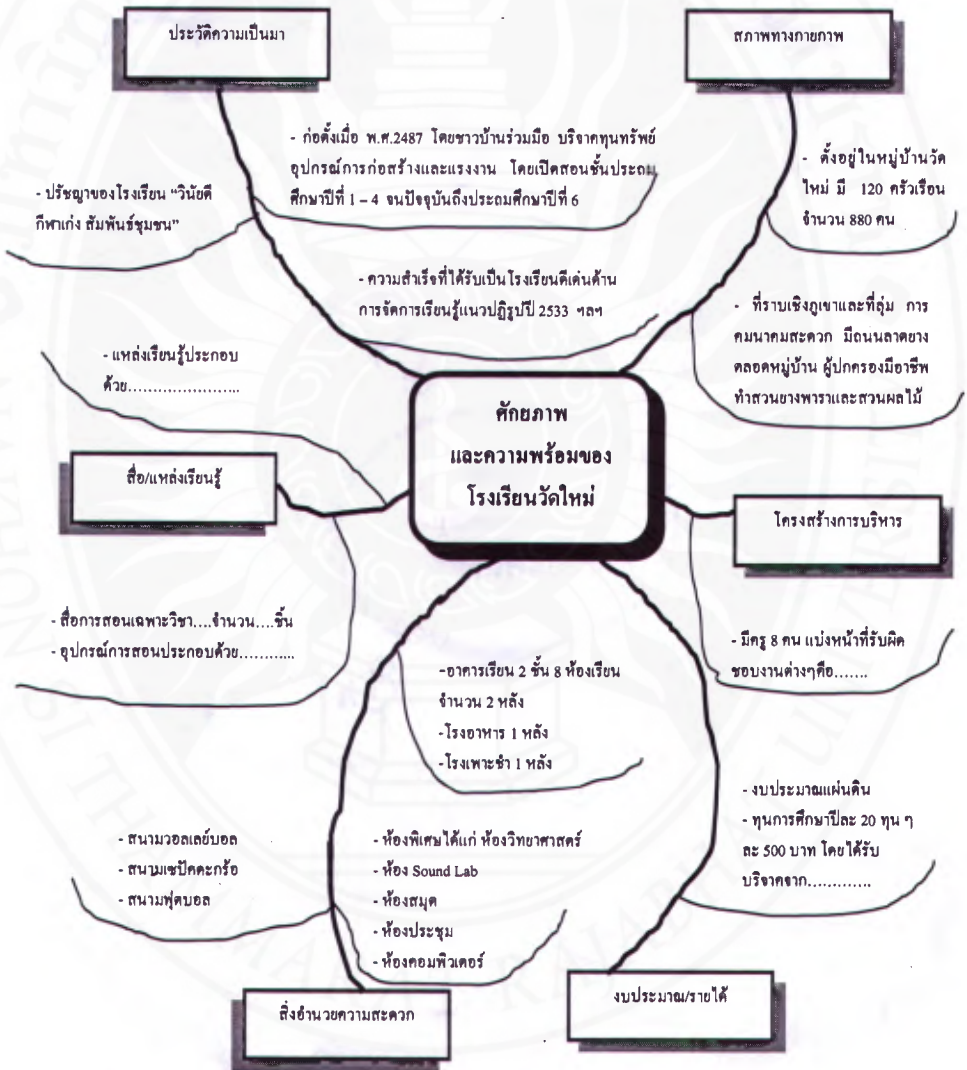 ประวัติความเป็นมา
สภาพทางกายภาพ
- ก่อตั้งเมื่อ พ.ศ.2487 โดยชาวบ้านร่วมมือ บริจาคทุนทรัพย์
อุปกรณ์การก่อสร้างและแรงงาน โดยเปิดสอนชั้นประถม
ศึกษาปีที่ 1 – 4 จนปัจจุบันถึงประถมศึกษาปีที่ 6
- ปรัชญาของโรงเรียน “วินัยดี
กีฬาเก่ง สัมพันธ์ชุมชน”
- ตั้งอยู่ในหมู่บ้านวัด
ใหม่ มี 120 ครัวเรือน
จำนวน 880 คน
- ความสำเร็จที่ได้รับเป็นโรงเรียนดีเด่นด้าน
การจัดการเรียนรู้แนวปฏิรูปปี 2533 ฯลฯ
- ที่ราบเชิงภูเขาและที่ลุ่ม การ
คมนาคมสะดวก มีถนนลาดยาง
ตลอดหมู่บ้าน ผู้ปกครองมีอาชีพ
ทำสวนยางพาราและสวนผลไม้
- แหล่งเรียนรู้ประกอบ
ด้วย......................
ศักยภาพ
และความพร้อมของ
โรงเรียนวัดใหม่
สื่อ/แหล่งเรียนรู้
โครงสร้างการบริหาร
- สื่อการสอนเฉพาะวิชา....จำนวน....ชิ้น
- อุปกรณ์การสอนประกอบด้วย............
- มีครู 8 คน แบ่งหน้าที่รับผิด
ชอบงานต่างๆคือ.......
-อาคารเรียน 2 ชั้น 8 ห้องเรียน
จำนวน 2 หลัง
-โรงอาหาร 1 หลัง
-โรงเพาะชำ 1 หลัง
- งบประมาณแผ่นดิน
- ทุนการศึกษาปีละ 20 ทุน ๆ
ละ 500 บาท โดยได้รับ
บริจาคจาก.............
- สนามวอลเลย์บอล
- สนามเซปัคตะกร้อ
- สนามฟุตบอล
- ห้องพิเศษได้แก่ ห้องวิทยาศาสตร์
- ห้อง Sound Lab
- ห้องสมุด
- ห้องประชุม
- ห้องคอมพิวเตอร์
สิ่งอำนวยความสะดวก
งบประมาณ/รายได้